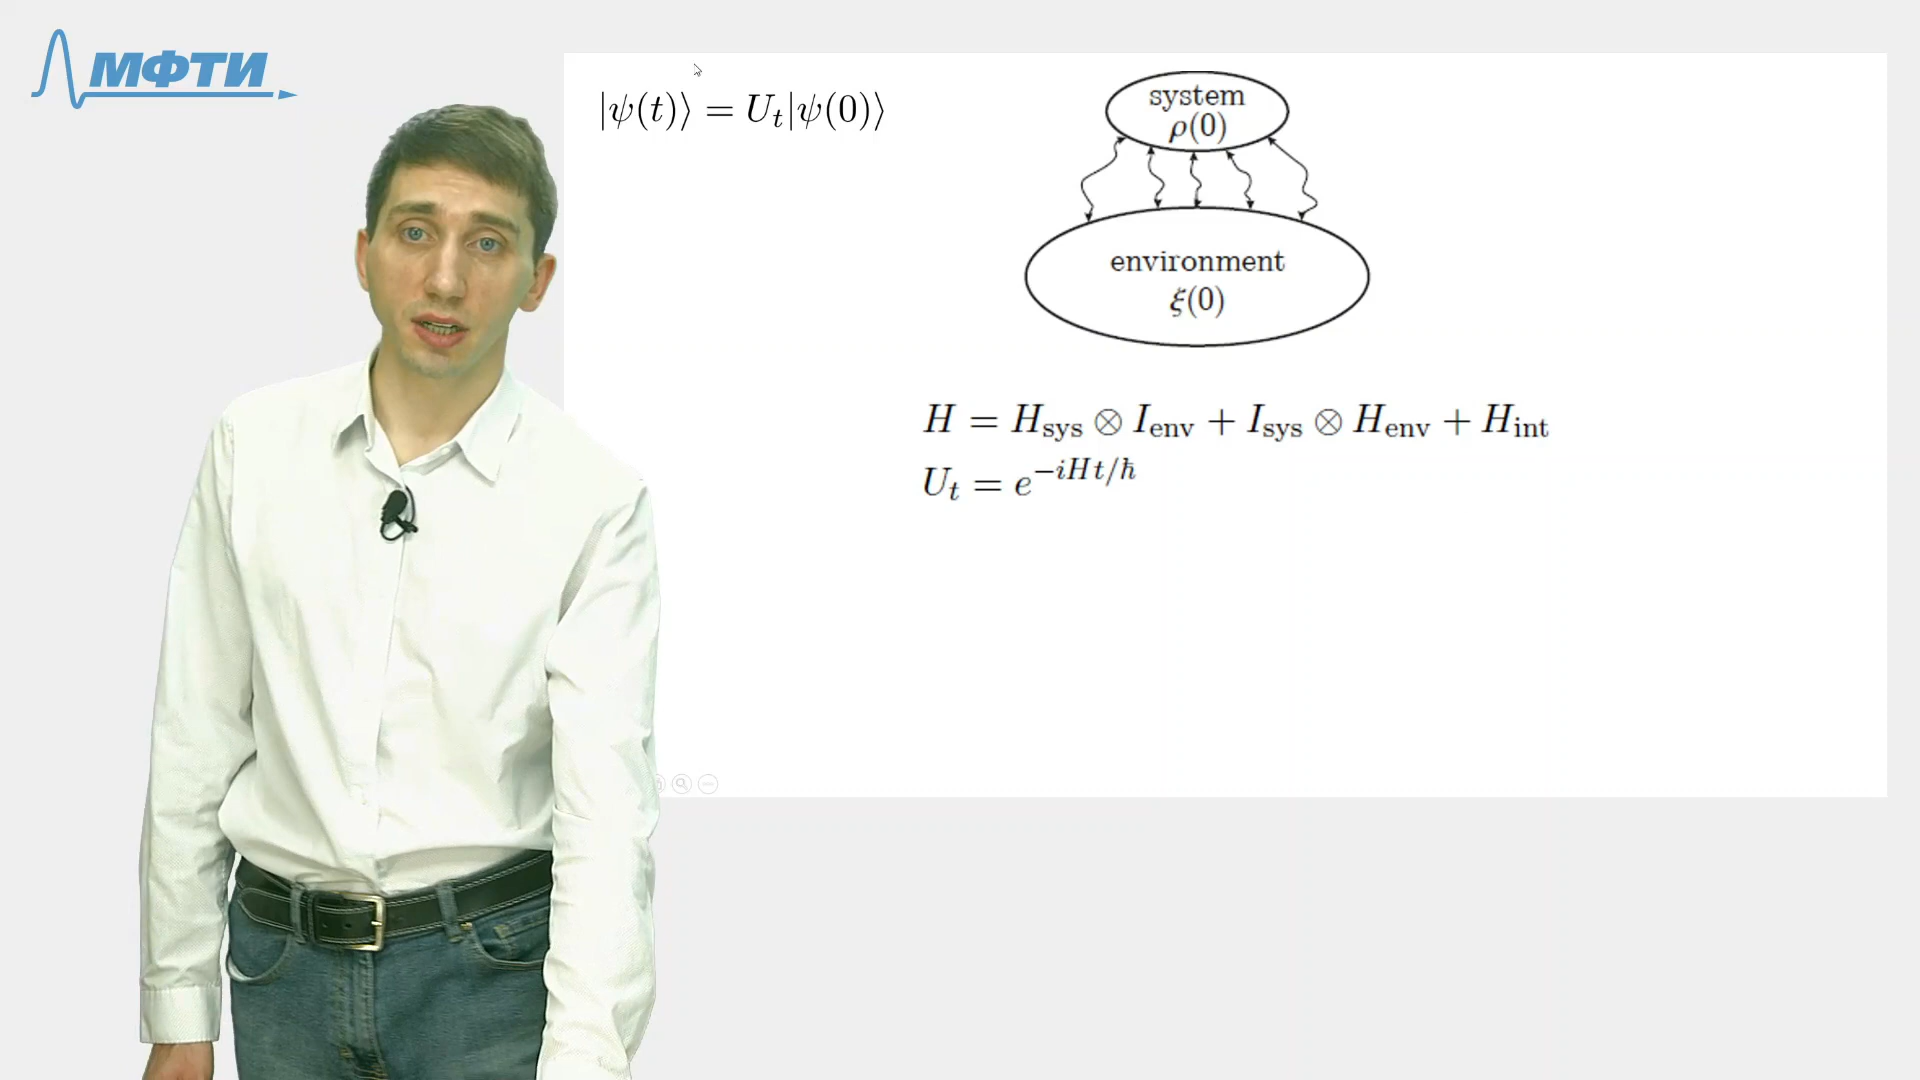 МФТИ
|ψ(t)⟩ = U_t|ψ(0)⟩
system
ρ(0)
environment
ξ(0)
H = H_sys ⊗ I_env + I_sys ⊗ H_env + H_int
U_t = e^{−iHt/ħ}